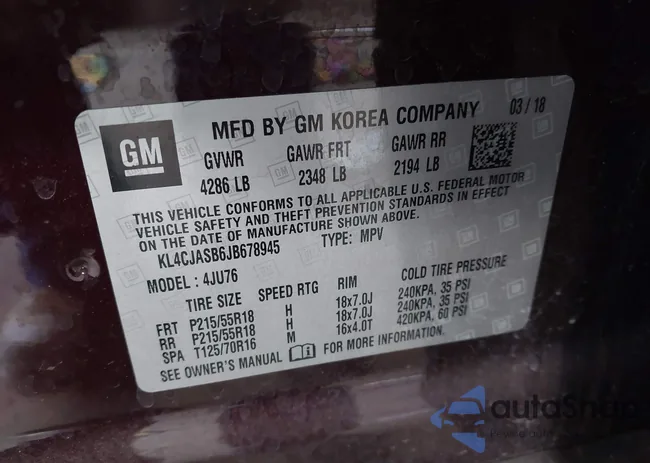 GM
MFD BY GM KOREA COMPANY 03/18
GVWR GAWR FRT GAWR RR
4286 LB 2348 LB 2194 LB
THIS VEHICLE CONFORMS TO ALL APPLICABLE U.S. FEDERAL MOTOR
VEHICLE SAFETY AND THEFT PREVENTION STANDARDS IN EFFECT
ON THE DATE OF MANUFACTURE SHOWN ABOVE.
KL4CJASB6JB678945 TYPE: MPV
MODEL: 4JU76
TIRE SIZE SPEED RTG RIM COLD TIRE PRESSURE
FRT P215/55R18 H 18x7.0J 240KPA, 35 PSI
RR P215/55R18 H 18x7.0J 240KPA, 35 PSI
SPA T125/70R16 M 16x4.0T 420KPA, 60 PSI
SEE OWNER'S MANUAL FOR MORE INFORMATION.